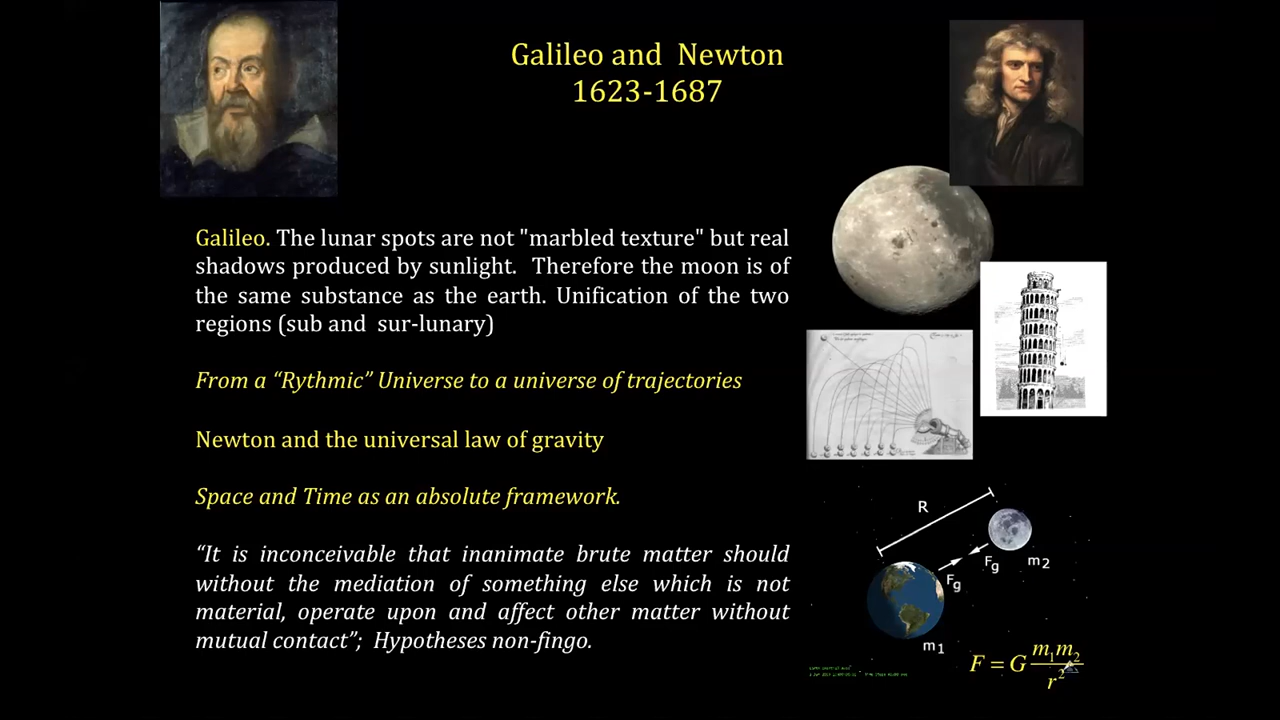 Galileo and Newton
1623-1687
Galileo. The lunar spots are not "marbled texture" but real
shadows produced by sunlight. Therefore the moon is of
the same substance as the earth. Unification of the two
regions (sub and sur-lunary)
From a “Rythmic” Universe to a universe of trajectories
Newton and the universal law of gravity
Space and Time as an absolute framework.
“It is inconceivable that inanimate brute matter should
without the mediation of something else which is not
material, operate upon and affect other matter without
mutual contact”; Hypotheses non-fingo.
R
Fg
Fg
m2
m1
F = G m1m2
r2